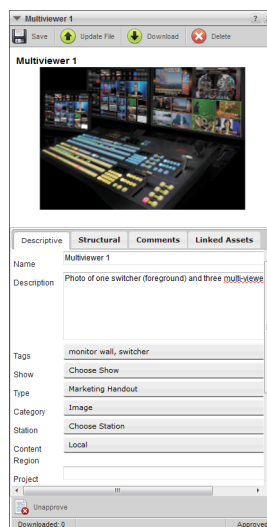 Multiviewer 1 ?
Save Update File Download Delete
Multiviewer 1
Descriptive Structural Comments Linked Assets
Name Multiviewer 1
Description Photo of one switcher (foreground) and three multi-viewe
Tags monitor wall, switcher
Show Choose Show
Type Marketing Handout
Category Image
Station Choose Station
Content Local
Region
Project
Unapprove
Downloaded: 0 Approved